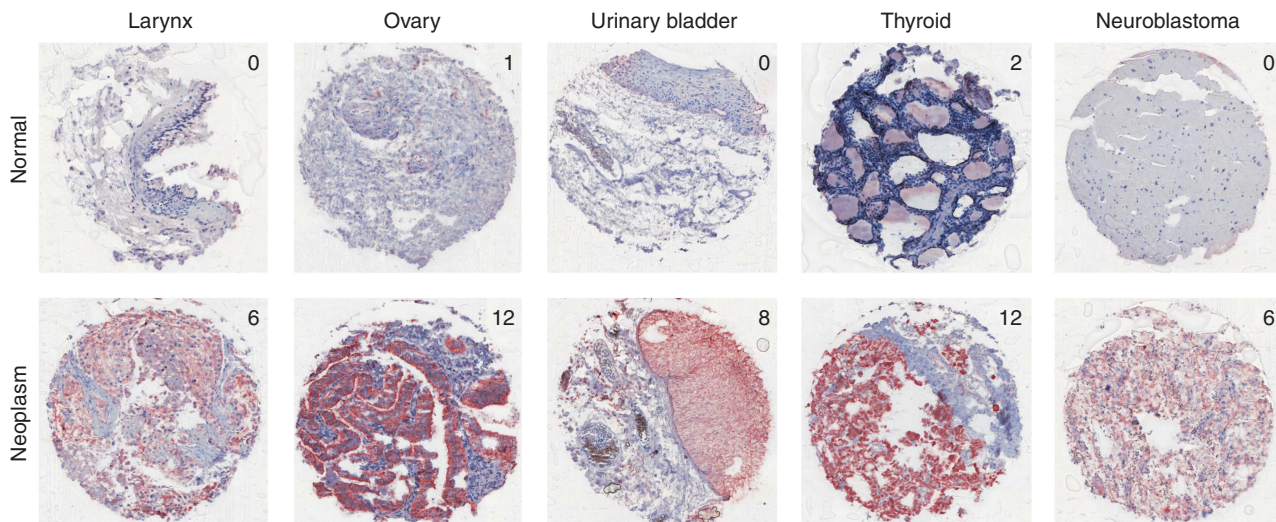 Larynx Ovary Urinary bladder Thyroid Neuroblastoma
Normal 0 1 0 2 0
Neoplasm 6 12 8 12 6